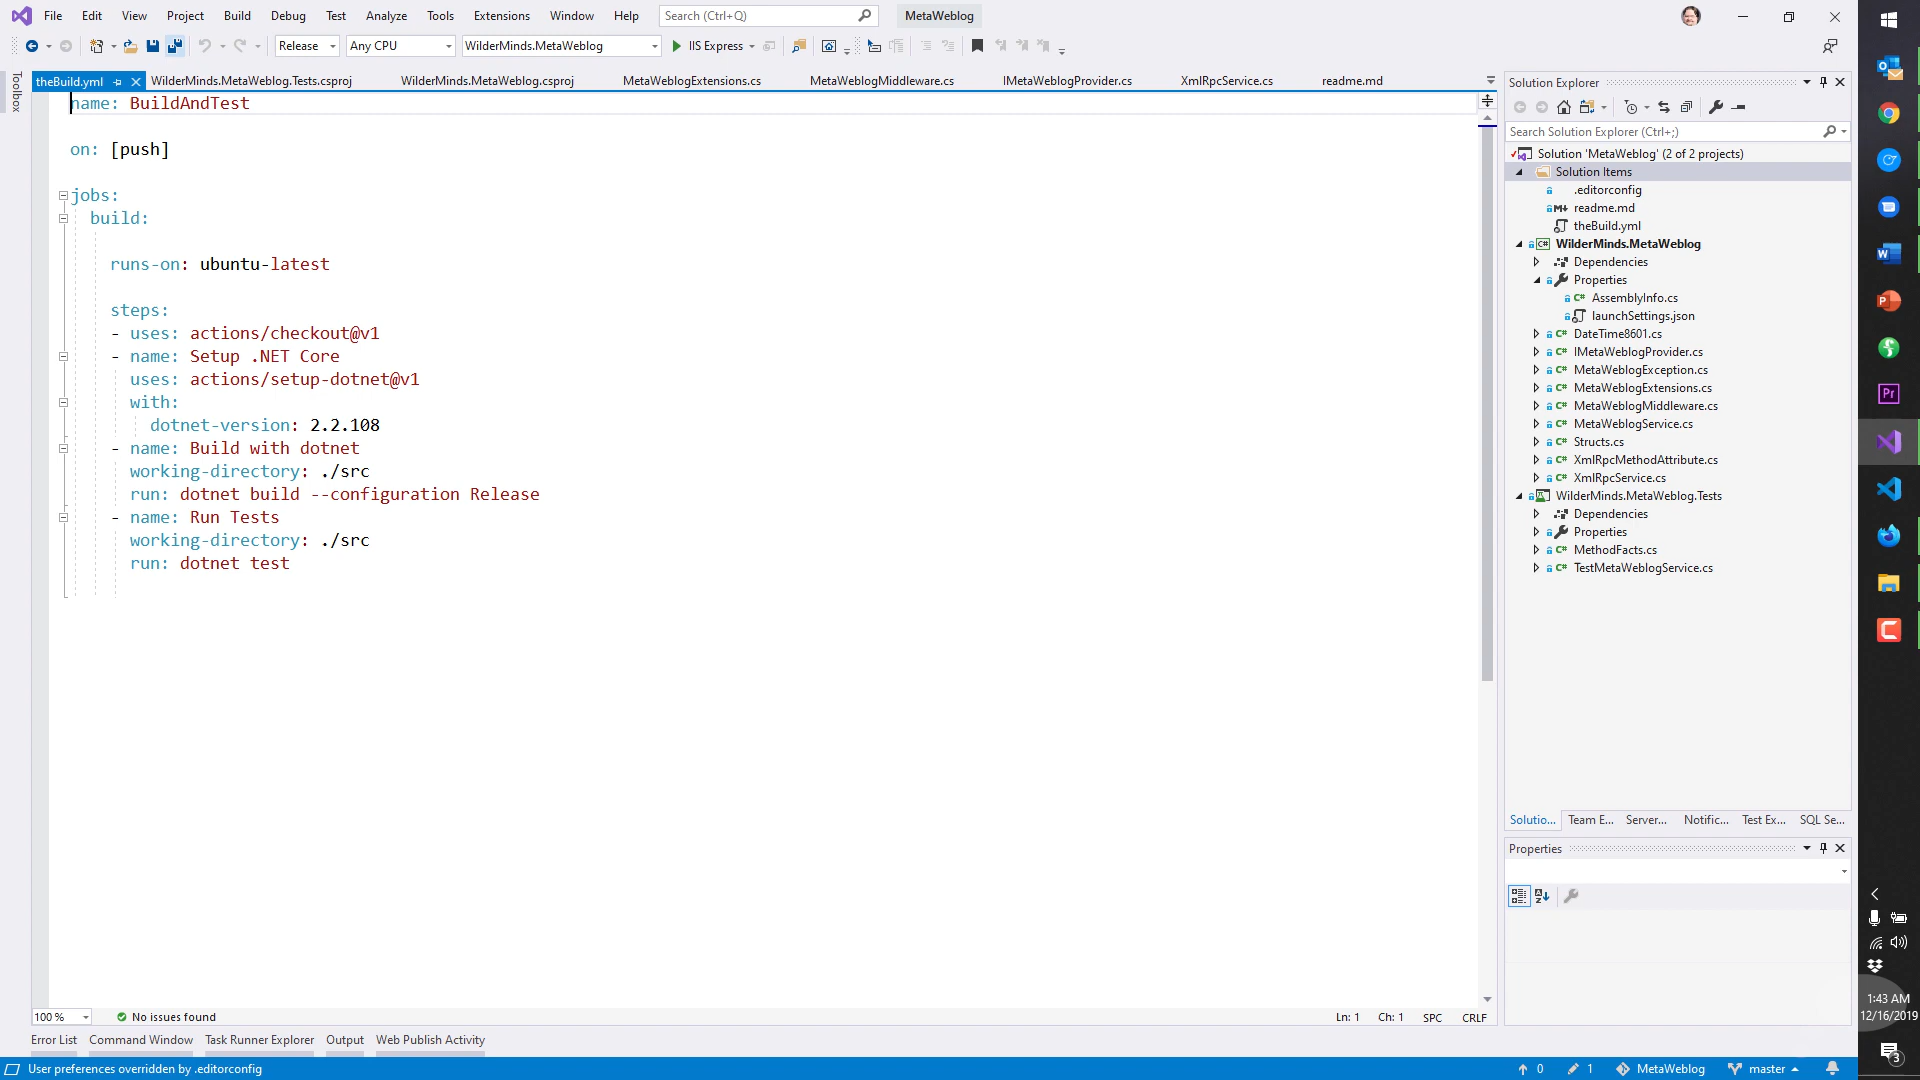 File Edit View Project Build Debug Test Analyze Tools Extensions Window Help Search (Ctrl+Q) MetaWeblog
Release Any CPU WilderMinds.MetaWeblog IIS Express
Toolbox
theBuild.yml WilderMinds.MetaWeblog.Tests.csproj WilderMinds.MetaWeblog.csproj MetaWeblogExtensions.cs MetaWeblogMiddleware.cs IMetaWeblogProvider.cs XmlRpcService.cs readme.md
name: BuildAndTest
on: [push]
jobs:
build:
runs-on: ubuntu-latest
steps:
- uses: actions/checkout@v1
- name: Setup .NET Core
uses: actions/setup-dotnet@v1
with:
dotnet-version: 2.2.108
- name: Build with dotnet
working-directory: ./src
run: dotnet build --configuration Release
- name: Run Tests
working-directory: ./src
run: dotnet test
100 % No issues found Ln: 1 Ch: 1 SPC CRLF
Error List Command Window Task Runner Explorer Output Web Publish Activity
User preferences overridden by .editorconfig 0 1 MetaWeblog master
Solution Explorer
Search Solution Explorer (Ctrl+;)
Solution 'MetaWeblog' (2 of 2 projects)
Solution Items
.editorconfig
readme.md
theBuild.yml
C# WilderMinds.MetaWeblog
Dependencies
Properties
C# AssemblyInfo.cs
launchSettings.json
C# DateTime8601.cs
C# IMetaWeblogProvider.cs
C# MetaWeblogException.cs
C# MetaWeblogExtensions.cs
C# MetaWeblogMiddleware.cs
C# MetaWeblogService.cs
C# Structs.cs
C# XmlRpcMethodAttribute.cs
C# XmlRpcService.cs
WilderMinds.MetaWeblog.Tests
Dependencies
Properties
C# MethodFacts.cs
C# TestMetaWeblogService.cs
Solutio... Team E... Server... Notific... Test Ex... SQL Se...
Properties
1:43 AM
12/16/2019
3